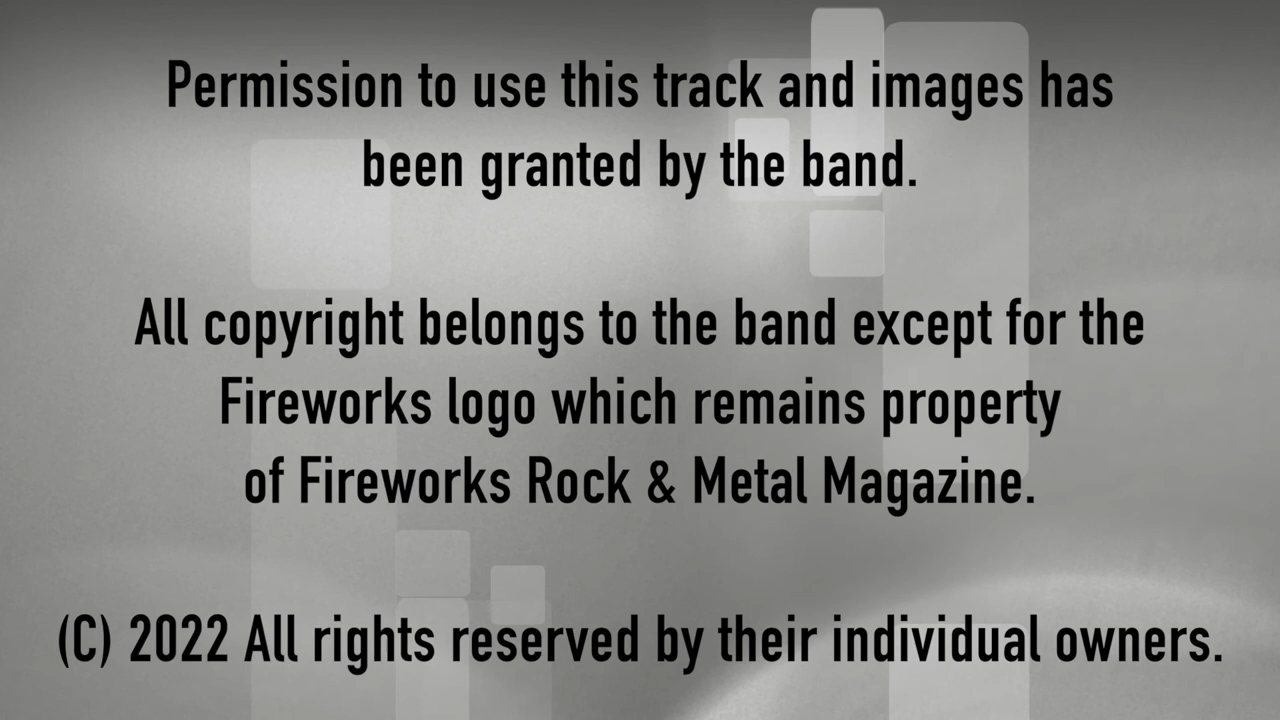 Permission to use this track and images has
been granted by the band.
All copyright belongs to the band except for the
Fireworks logo which remains property
of Fireworks Rock & Metal Magazine.
(C) 2022 All rights reserved by their individual owners.